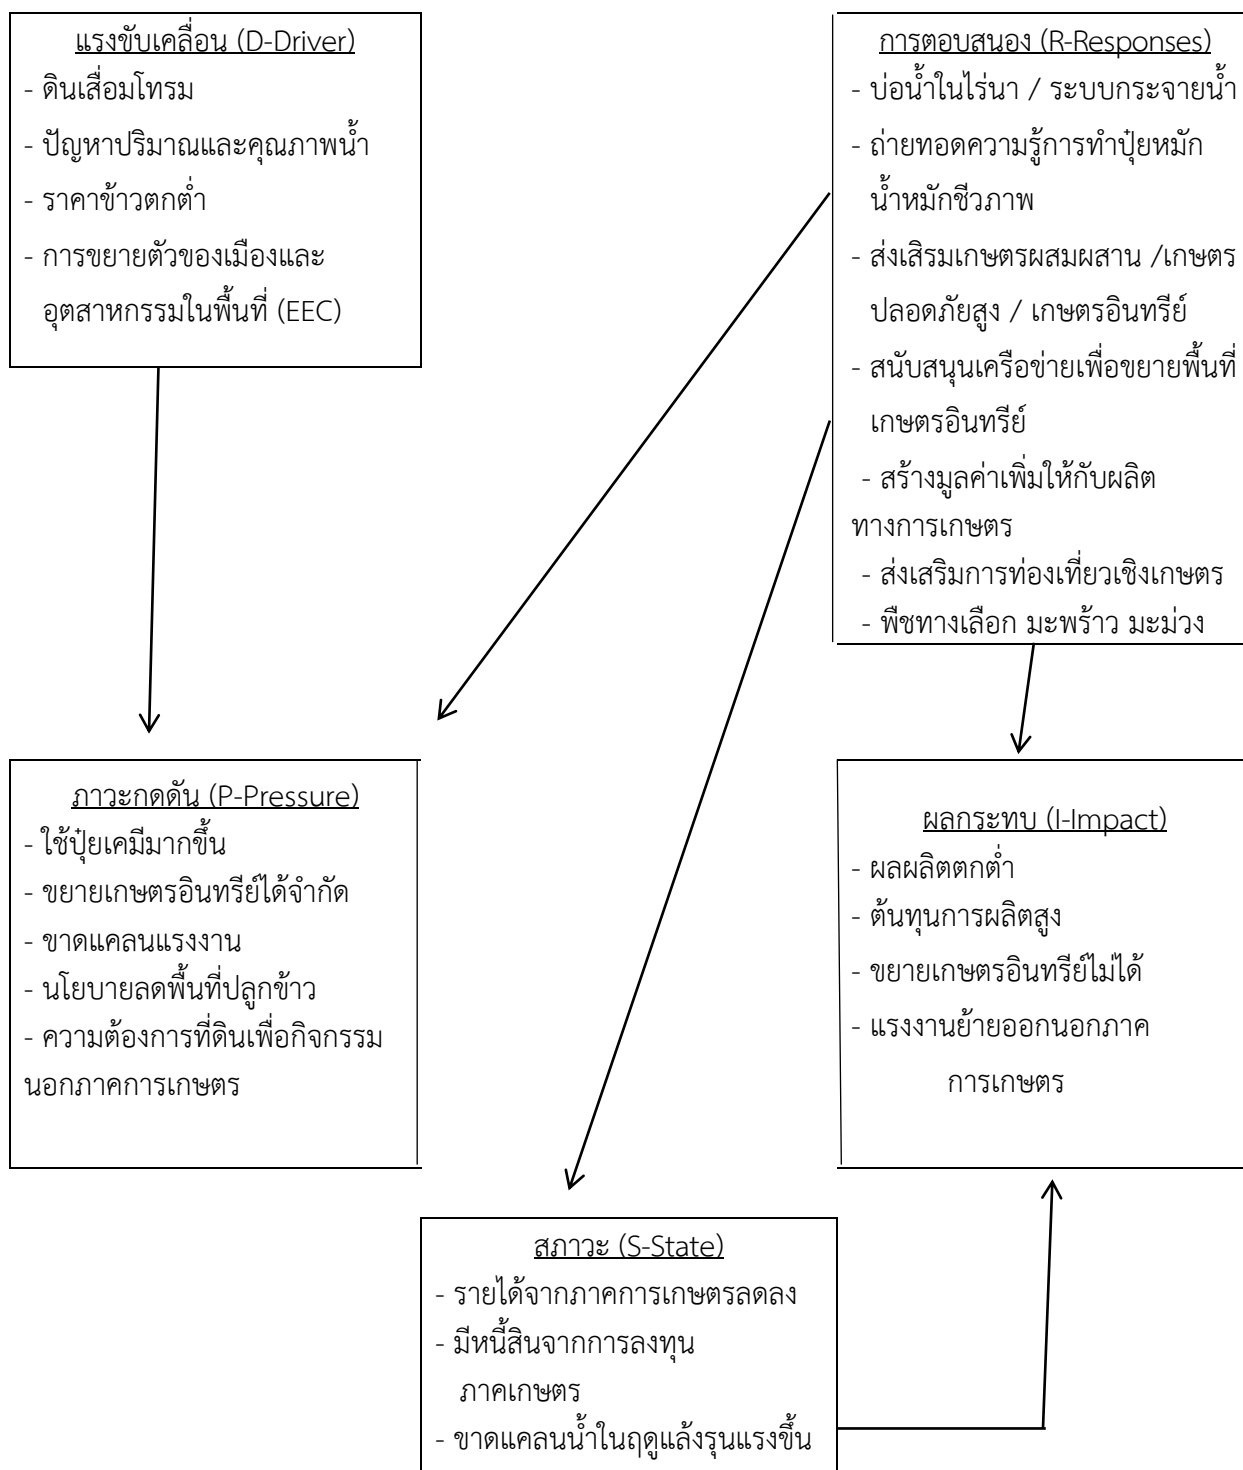 แรงขับเคลื่อน (D-Driver)
- ดินเสื่อมโทรม
- ปัญหาปริมาณและคุณภาพน้ำ
- ราคาข้าวตกต่ำ
- การขยายตัวของเมืองและ
อุตสาหกรรมในพื้นที่ (EEC)
การตอบสนอง (R-Responses)
- บ่อน้ำในไร่นา / ระบบกระจายน้ำ
- ถ่ายทอดความรู้การทำปุ๋ยหมัก
น้ำหมักชีวภาพ
- ส่งเสิรมเกษตรผสมผสาน /เกษตร
ปลอดภัยสูง / เกษตรอินทรีย์
- สนับสนุนเครือข่ายเพื่อขยายพื้นที่
เกษตรอินทรีย์
- สร้างมูลค่าเพิ่มให้กับผลิต
ทางการเกษตร
- ส่งเสริมการท่องเที่ยวเชิงเกษตร
- พืชทางเลือก มะพร้าว มะม่วง
ภาวะกดดัน (P-Pressure)
- ใช้ปุ๋ยเคมีมากขึ้น
- ขยายเกษตรอินทรีย์ได้จำกัด
- ขาดแคลนแรงงาน
- นโยบายลดพื้นที่ปลูกข้าว
- ความต้องการที่ดินเพื่อกิจกรรม
นอกภาคการเกษตร
ผลกระทบ (I-Impact)
- ผลผลิตตกต่ำ
- ต้นทุนการผลิตสูง
- ขยายเกษตรอินทรีย์ไม่ได้
- แรงงานย้ายออกนอกภาค
การเกษตร
สภาวะ (S-State)
- รายได้จากภาคการเกษตรลดลง
- มีหนี้สินจากการลงทุน
ภาคเกษตร
- ขาดแคลนน้ำในฤดูแล้งรุนแรงขึ้น